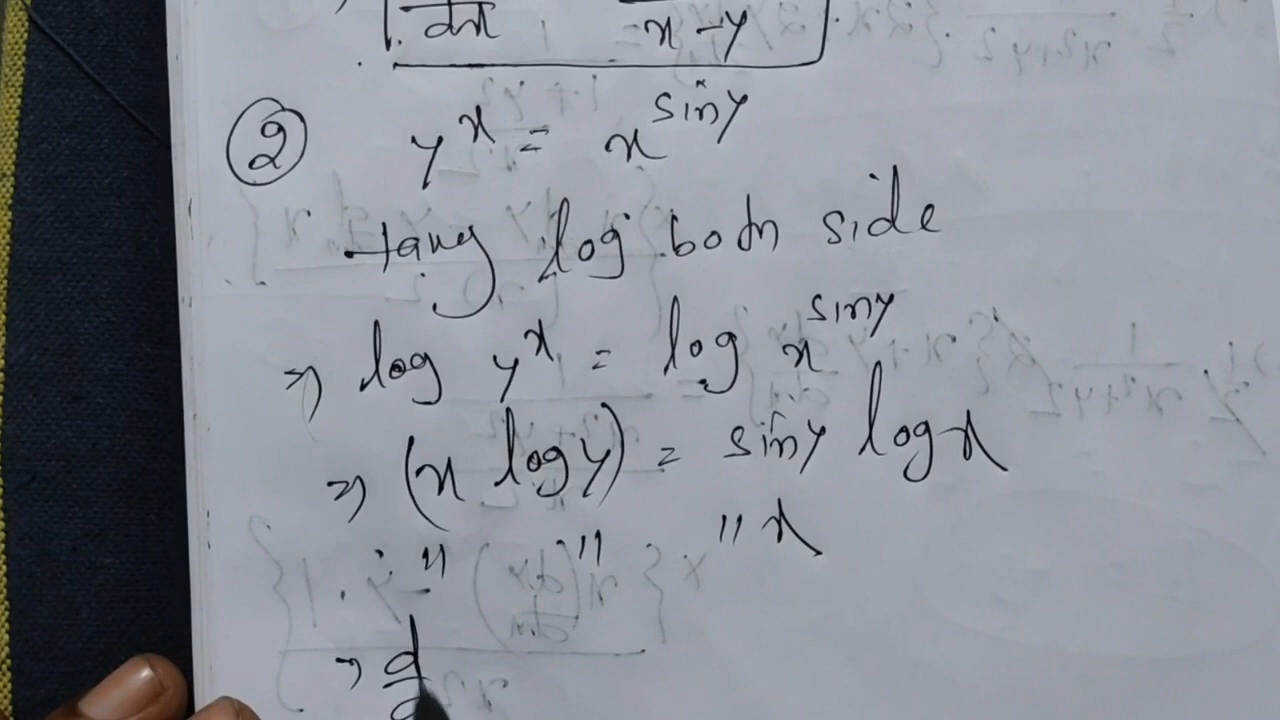 dx x-y
② y^x = x^siny
taking log both side
⇒ log y^x = log x^siny
⇒ (x log y) = siny log x
" " " x
⇒ d